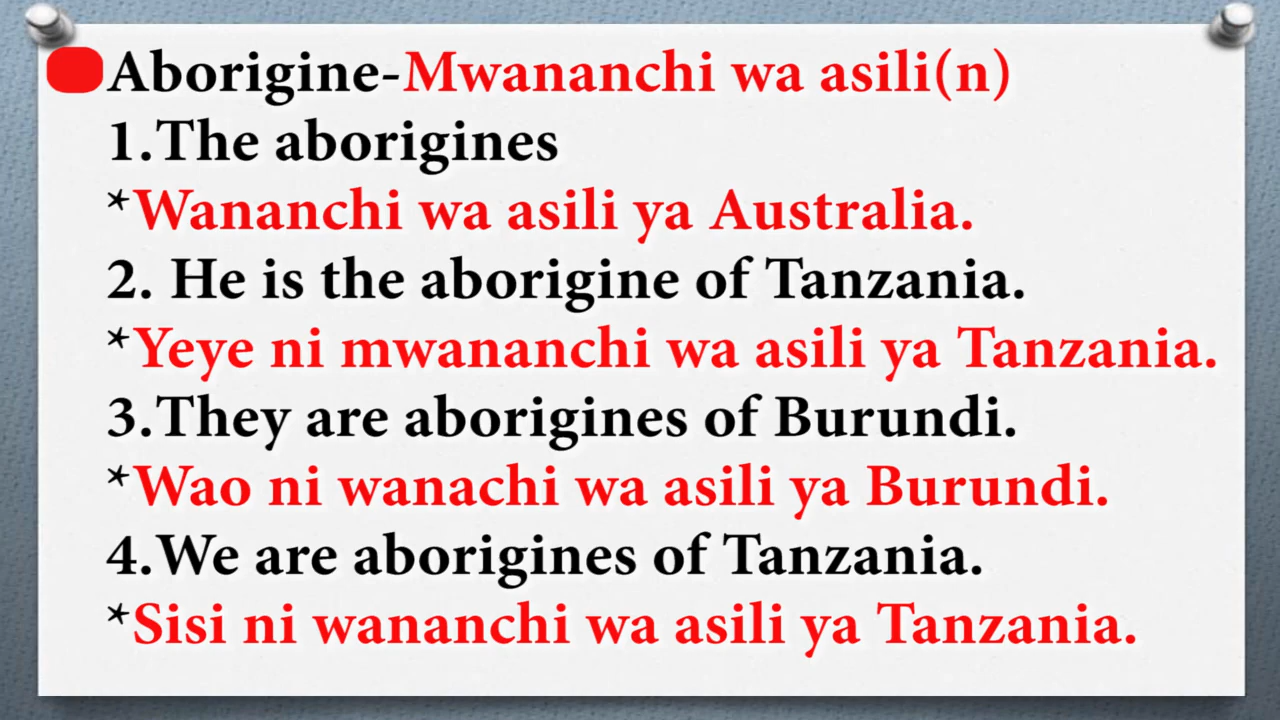 Aborigine-Mwananchi wa asili(n)
1.The aborigines
*Wananchi wa asili ya Australia.
2. He is the aborigine of Tanzania.
*Yeye ni mwananchi wa asili ya Tanzania.
3.They are aborigines of Burundi.
*Wao ni wanachi wa asili ya Burundi.
4.We are aborigines of Tanzania.
*Sisi ni wananchi wa asili ya Tanzania.